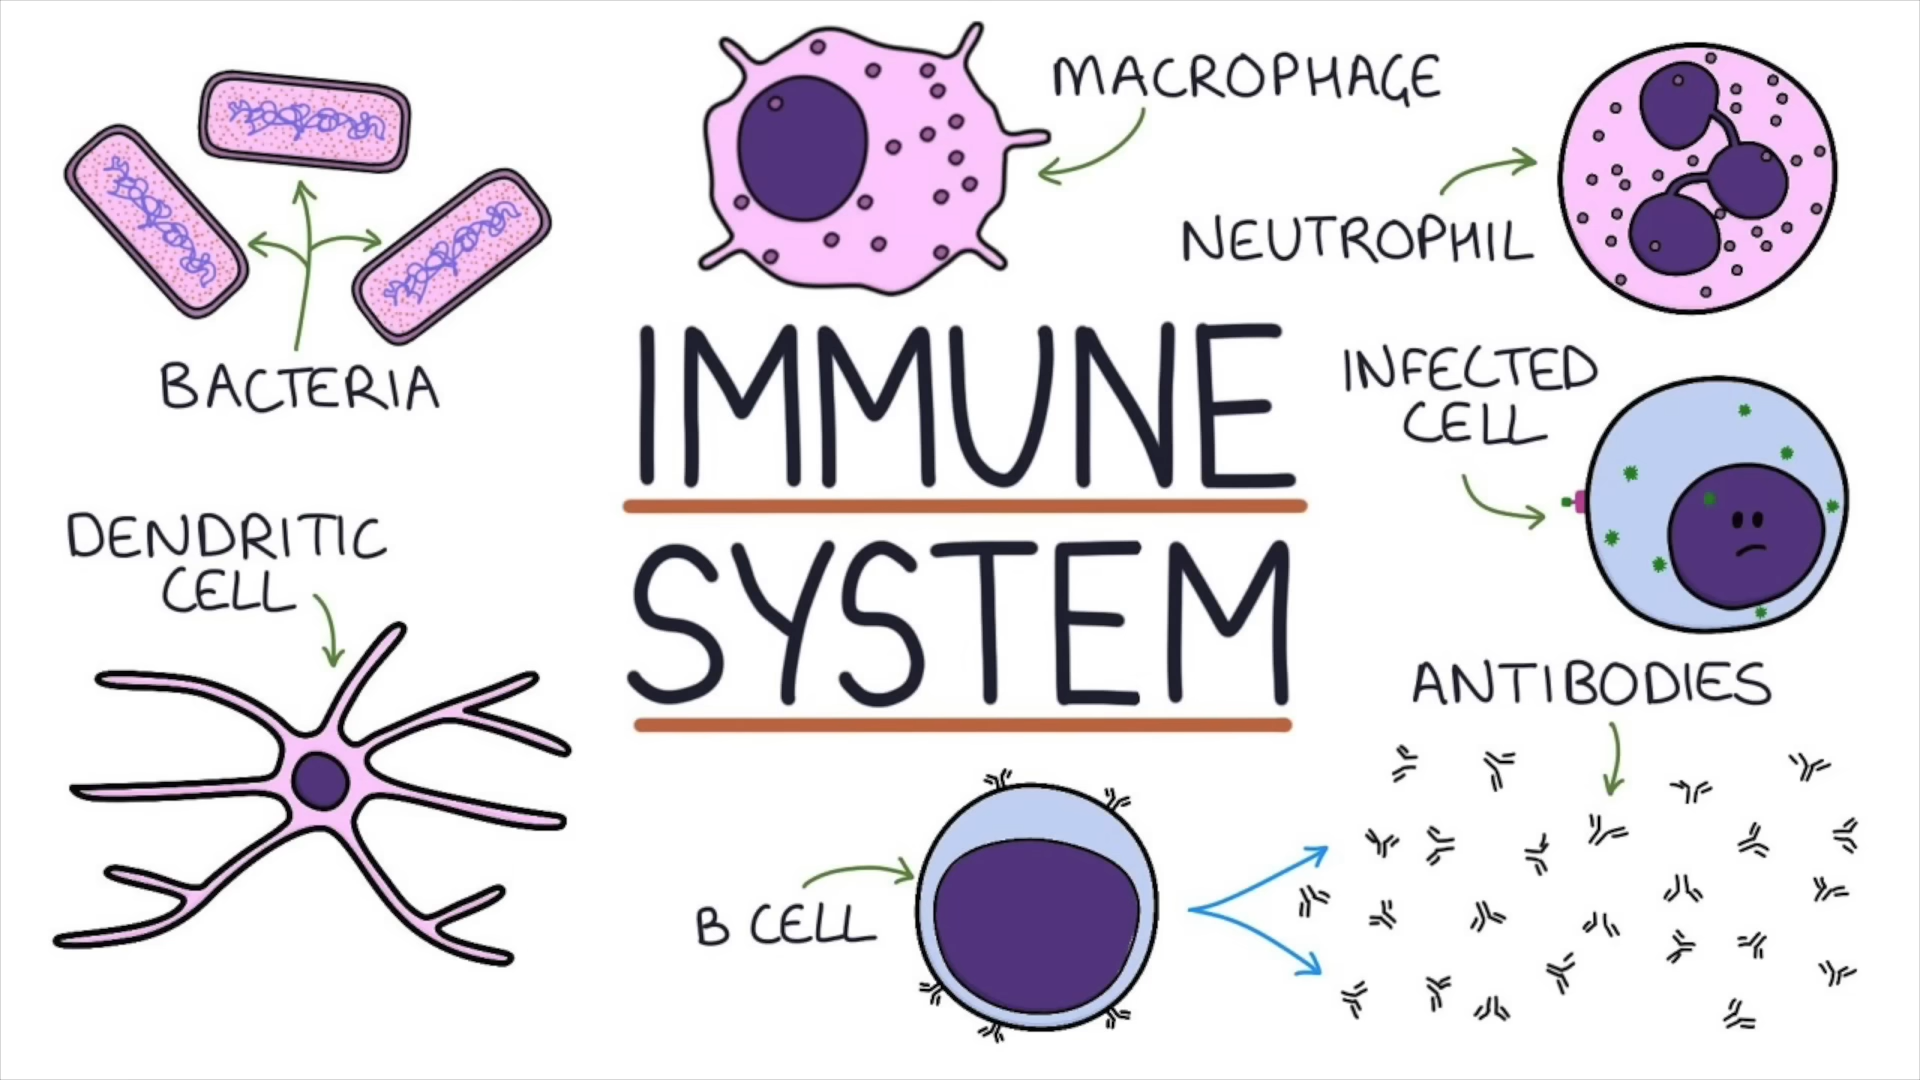 MACROPHAGE
NEUTROPHIL
BACTERIA
IMMUNE
SYSTEM
INFECTED
CELL
DENDRITIC
CELL
ANTIBODIES
B CELL